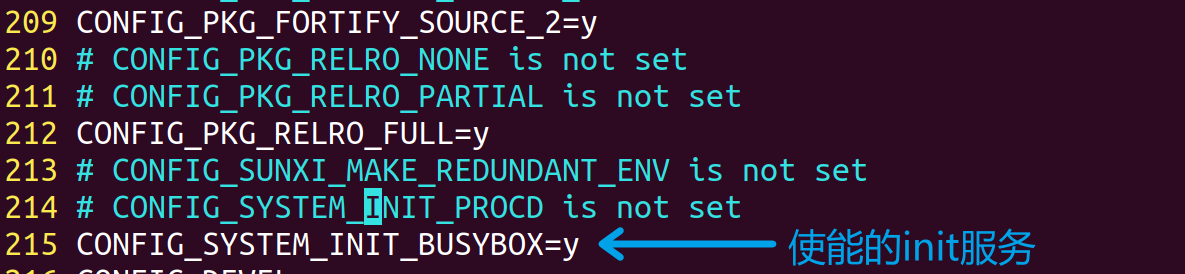 209 CONFIG_PKG_FORTIFY_SOURCE_2=y
210 # CONFIG_PKG_RELRO_NONE is not set
211 # CONFIG_PKG_RELRO_PARTIAL is not set
212 CONFIG_PKG_RELRO_FULL=y
213 # CONFIG_SUNXI_MAKE_REDUNDANT_ENV is not set
214 # CONFIG_SYSTEM_INIT_PROCD is not set
215 CONFIG_SYSTEM_INIT_BUSYBOX=y 使能的init服务
216 CONFIG_DEVEL